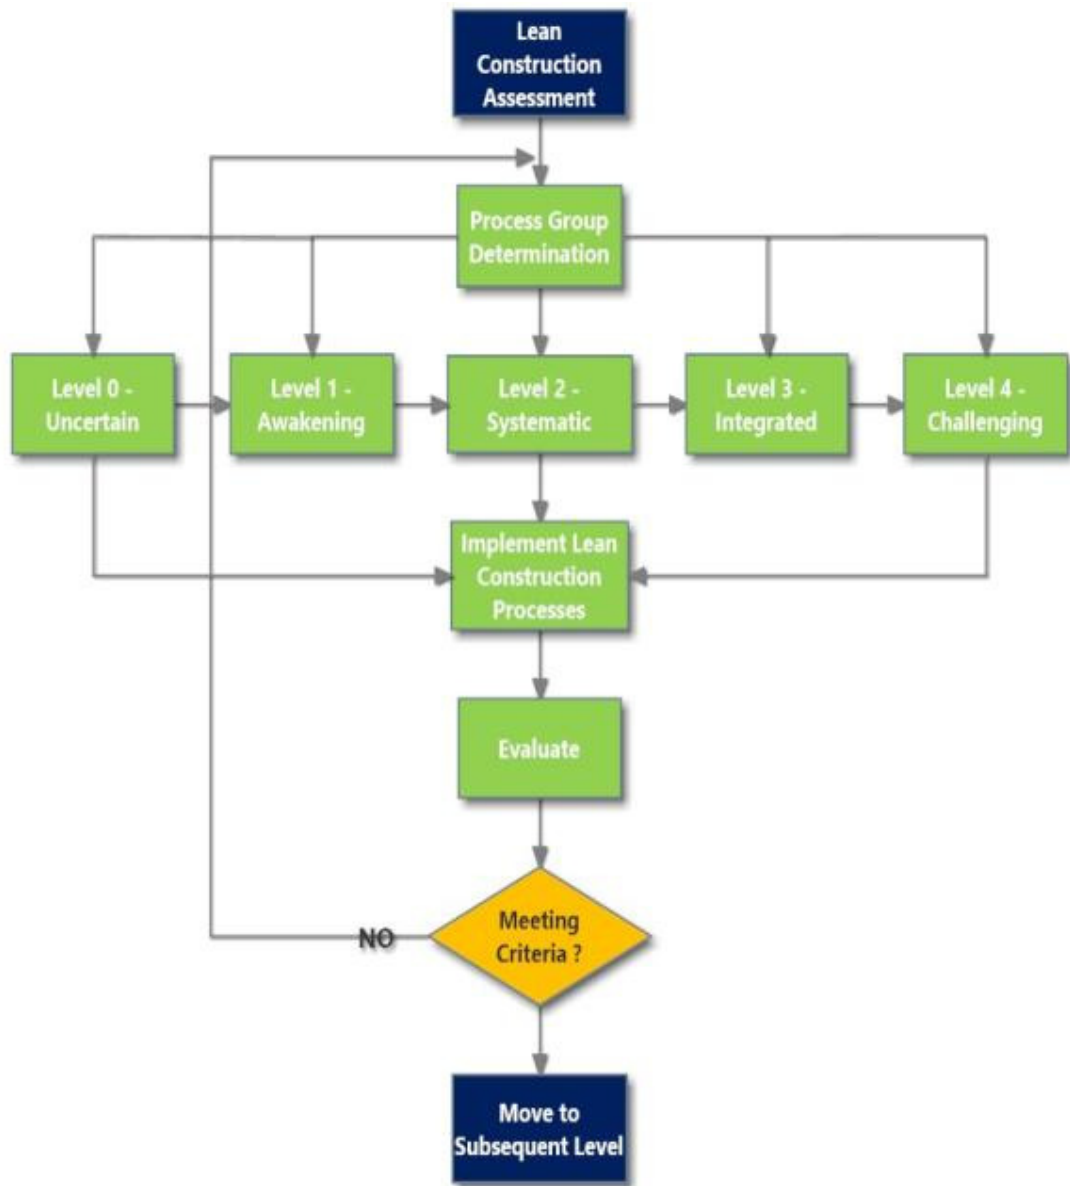 Lean
Construction
Assessment
Process Group
Determination
Level 0 -
Uncertain
Level 1 -
Awakening
Level 2 -
Systematic
Level 3 -
Integrated
Level 4 -
Challenging
Implement Lean
Construction
Processes
Evaluate
Meeting
Criteria ?
NO
Move to
Subsequent Level